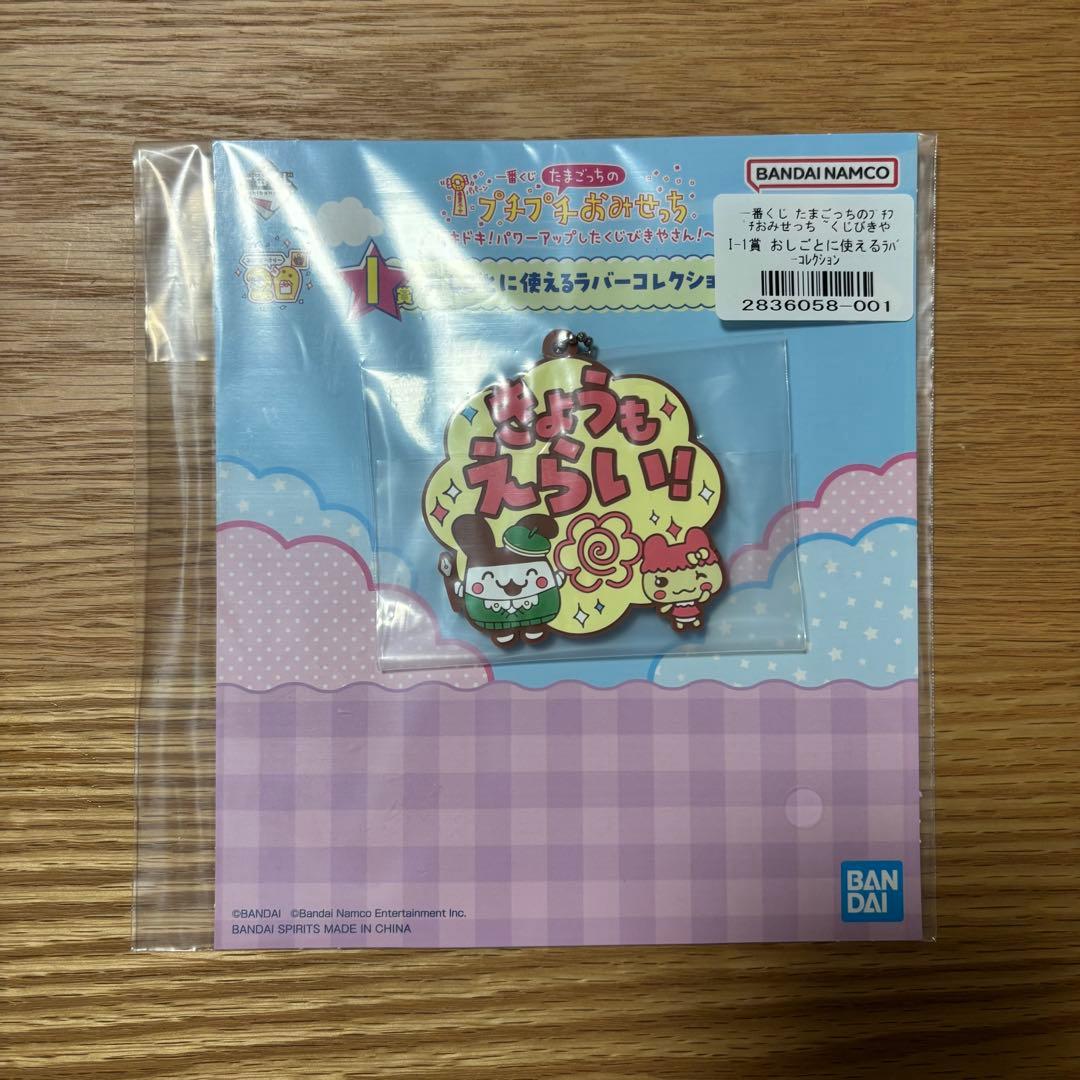 一番くじ たまごっちの
プチプチおみせっち
ドキ!パワーアップしたくじびきやさん!~
I賞 に使えるラバーコレクショ
BANDAI NAMCO
一番くじ たまごっちのﾌﾟﾁﾌ
ﾟﾁおみせっち ~くじびきや
I-1賞 おしごとに使えるﾗﾊﾞ
ｰｺﾚｸｼｮﾝ
2836058-001
きょうも
えらい!
BAN
DAI
©BANDAI ©Bandai Namco Entertainment Inc.
BANDAI SPIRITS MADE IN CHINA